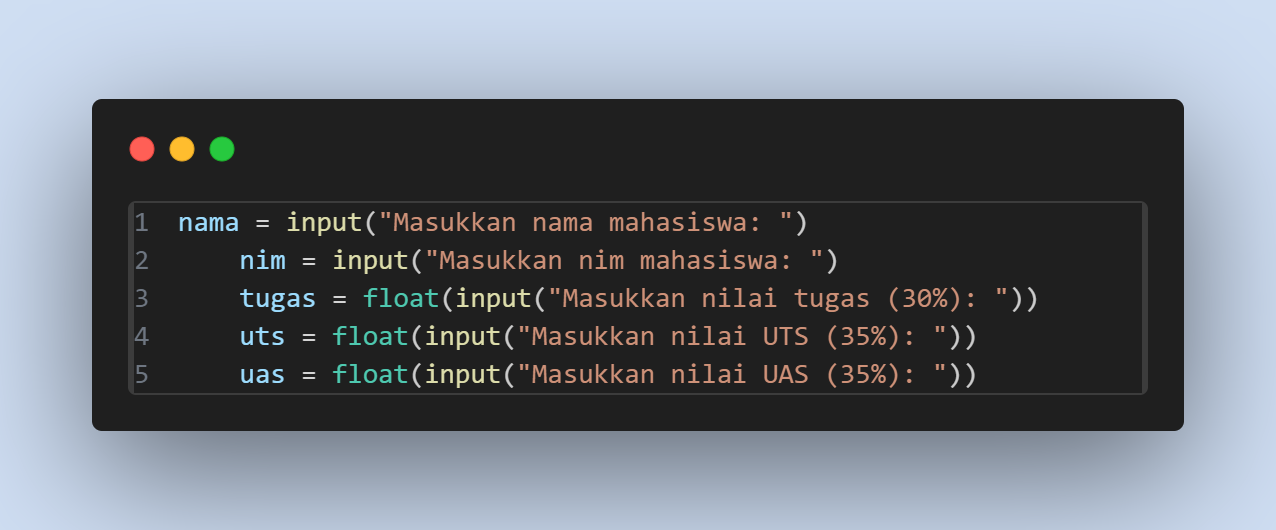 1 nama = input("Masukkan nama mahasiswa: ")
2     nim = input("Masukkan nim mahasiswa: ")
3     tugas = float(input("Masukkan nilai tugas (30%): "))
4     uts = float(input("Masukkan nilai UTS (35%): "))
5     uas = float(input("Masukkan nilai UAS (35%): "))